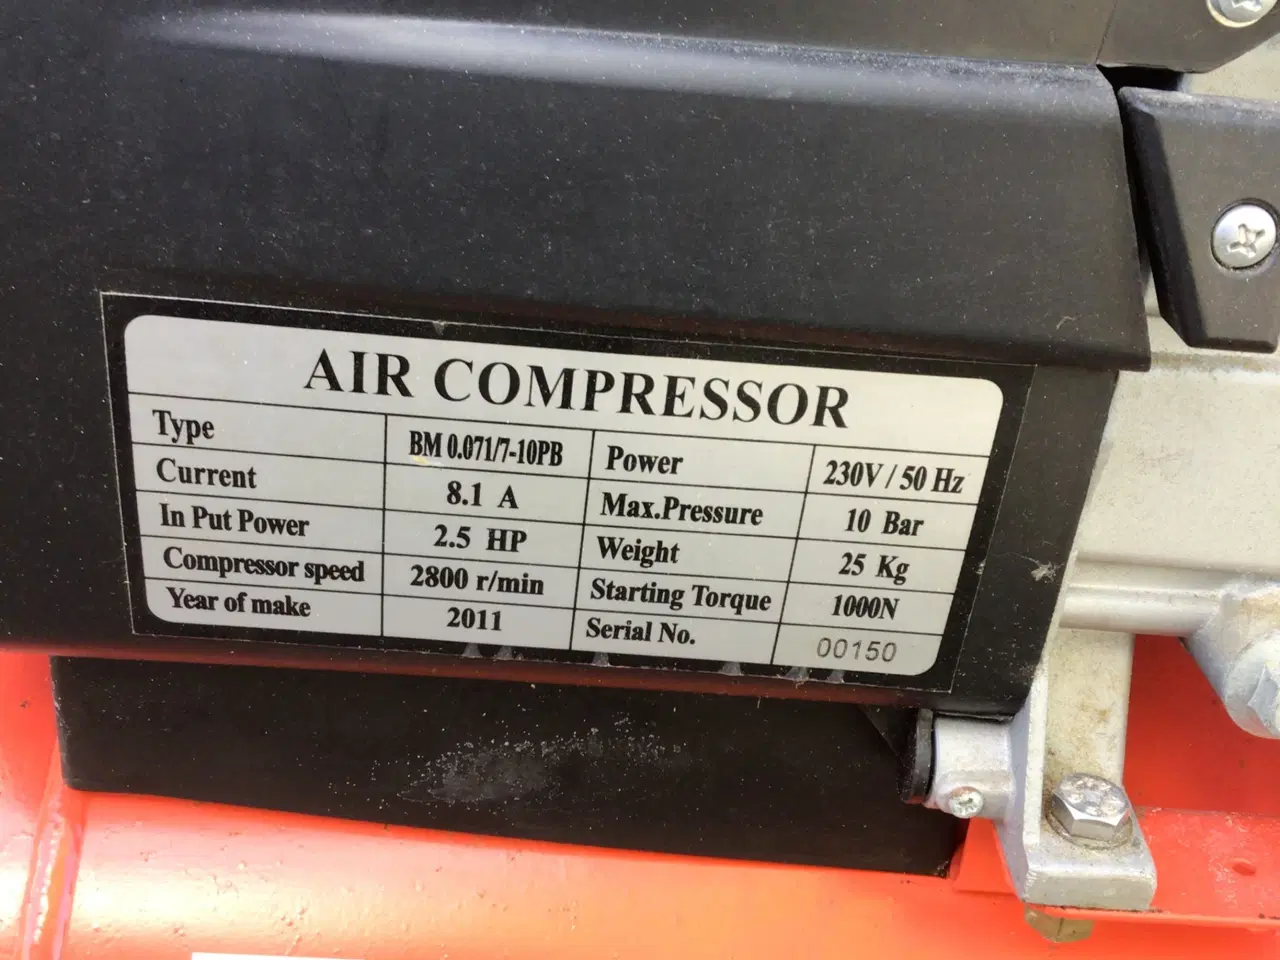 AIR COMPRESSOR
Type BM 0.071/7-10PB Power 230V / 50 Hz
Current 8.1 A Max.Pressure 10 Bar
In Put Power 2.5 HP Weight 25 Kg
Compressor speed 2800 r/min Starting Torque 1000N
Year of make 2011 Serial No. 00150